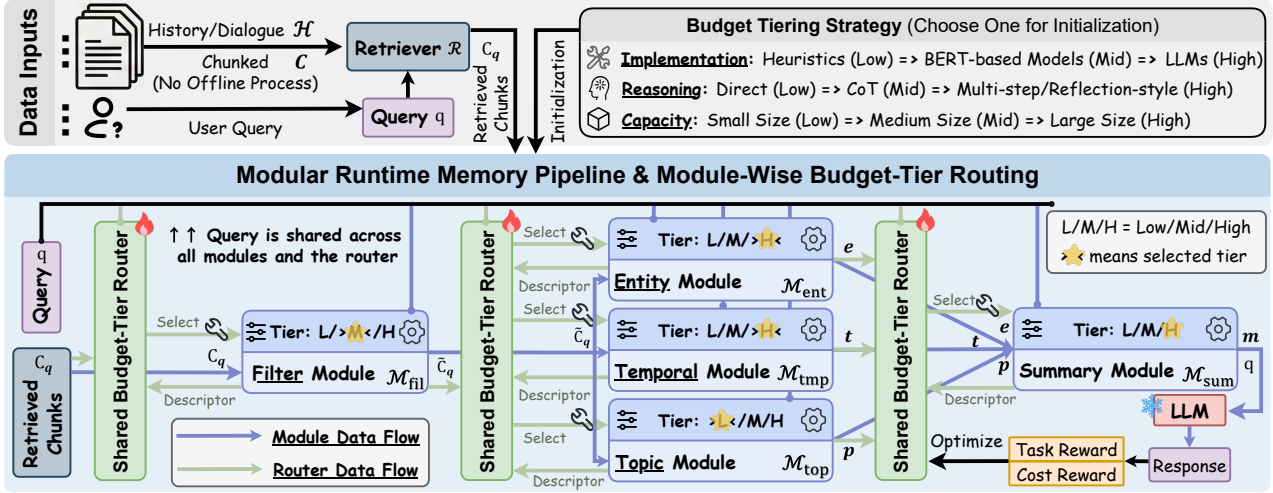 Data Inputs
History/Dialogue ℋ
Chunked C
(No Offline Process)
User Query
Retriever ℛ
Query q
C_q
Retrieved
Chunks
Initialization
Budget Tiering Strategy (Choose One for Initialization)
Implementation: Heuristics (Low) => BERT-based Models (Mid) => LLMs (High)
Reasoning: Direct (Low) => CoT (Mid) => Multi-step/Reflection-style (High)
Capacity: Small Size (Low) => Medium Size (Mid) => Large Size (High)
Modular Runtime Memory Pipeline & Module-Wise Budget-Tier Routing
Query q
C_q
Retrieved
Chunks
Shared Budget-Tier Router
↑↑ Query is shared across
all modules and the router
Select
C_q
Descriptor
Tier: L/>M</H
Filter Module ℳ_fil
C̃_q
Module Data Flow
Router Data Flow
Shared Budget-Tier Router
Select
Descriptor
Select
C̃_q
Descriptor
Select
Descriptor
Tier: L/M/>H<
Entity Module ℳ_ent
Tier: L/M/>H<
Temporal Module ℳ_tmp
Tier: >L</M/H
Topic Module ℳ_top
e
t
p
Shared Budget-Tier Router
L/M/H = Low/Mid/High
>< means selected tier
Select
e
t
p
Descriptor
Tier: L/M/H
Summary Module ℳ_sum
m
q
LLM
Response
Task Reward
Cost Reward
Optimize